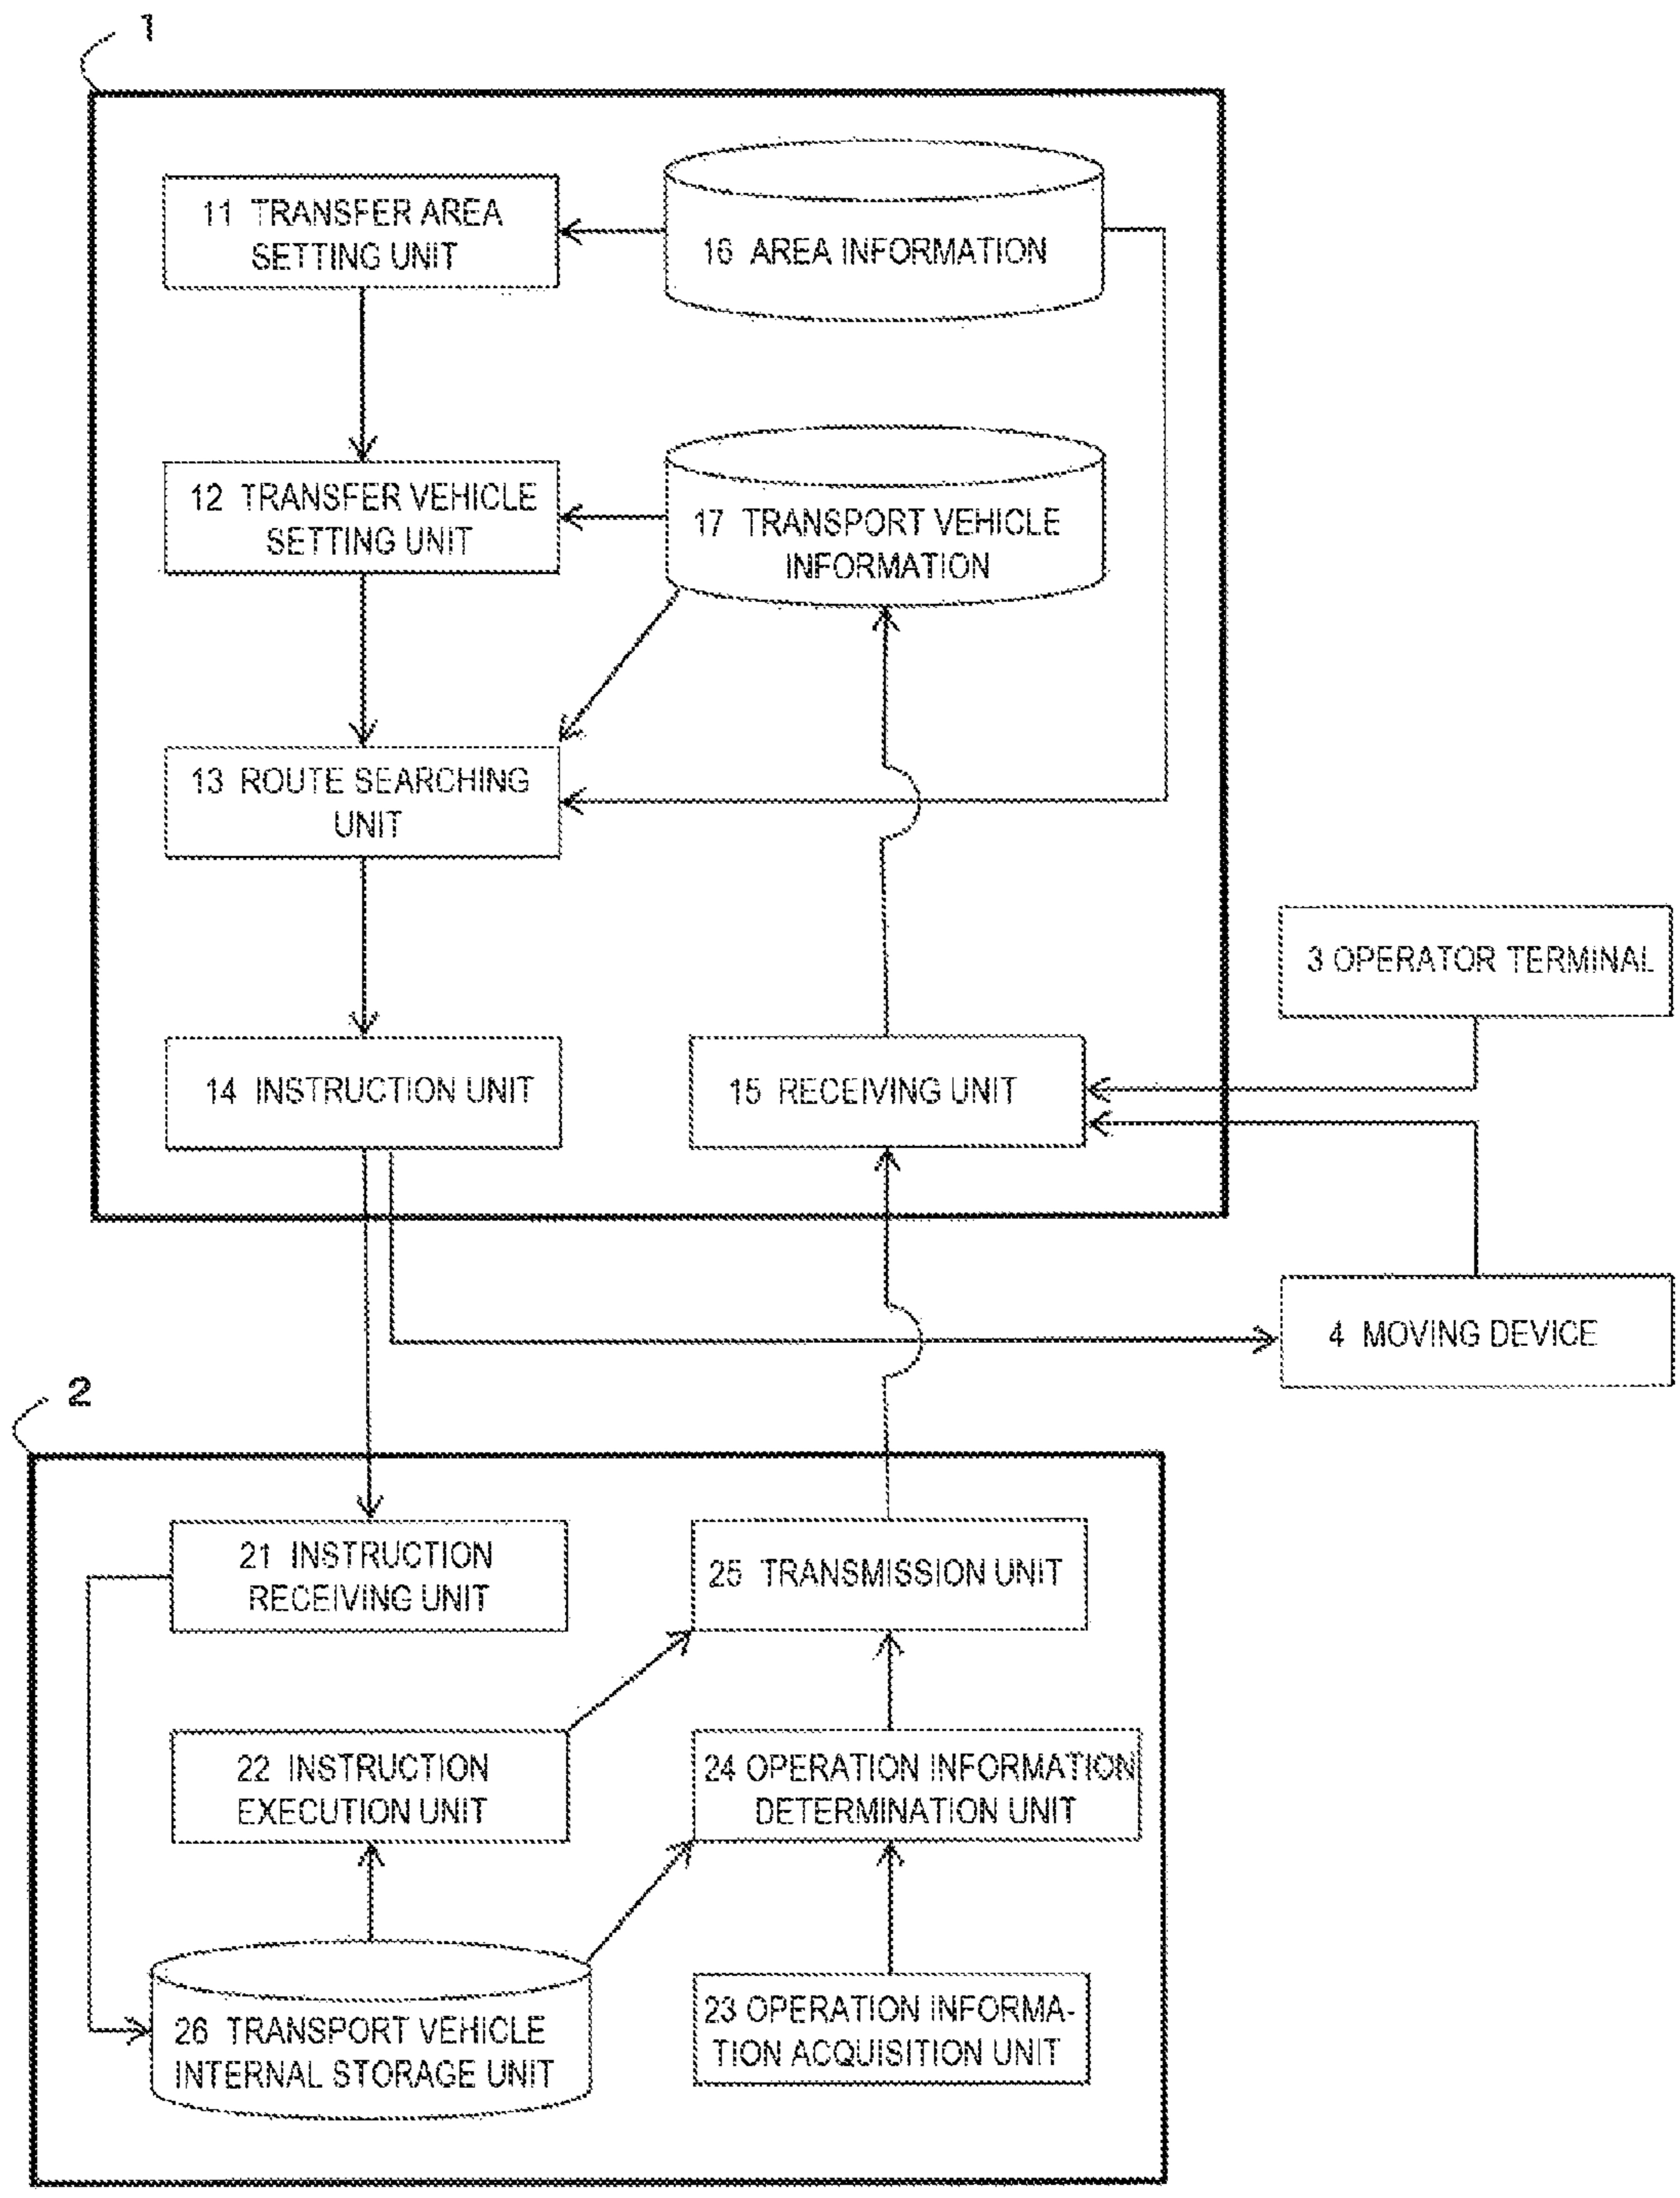 1
11 TRANSFER AREA
SETTING UNIT
16 AREA INFORMATION
12 TRANSFER VEHICLE
SETTING UNIT
17 TRANSPORT VEHICLE
INFORMATION
13 ROUTE SEARCHING
UNIT
3 OPERATOR TERMINAL
14 INSTRUCTION UNIT
15 RECEIVING UNIT
4 MOVING DEVICE
2
21 INSTRUCTION
RECEIVING UNIT
25 TRANSMISSION UNIT
22 INSTRUCTION
EXECUTION UNIT
24 OPERATION INFORMATION
DETERMINATION UNIT
26 TRANSPORT VEHICLE
INTERNAL STORAGE UNIT
23 OPERATION INFORMA-
TION ACQUISITION UNIT